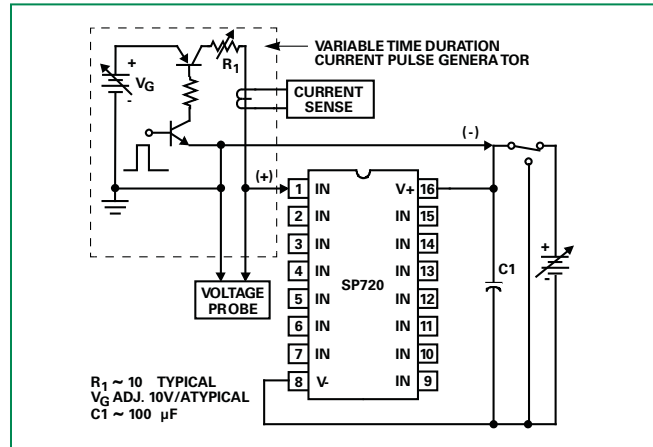 VARIABLE TIME DURATION
CURRENT PULSE GENERATOR
+
R1
VG
-
CURRENT
SENSE
(-)
(+)
1 IN V+ 16
2 IN IN 15
3 IN IN 14
+
4 IN IN 13
C1
SP720
-
VOLTAGE
PROBE
5 IN IN 12
6 IN IN 11
7 IN IN 10
8 V- IN 9
R1 ~ 10 TYPICAL
VG ADJ. 10V/ATYPICAL
C1 ~ 100 µF